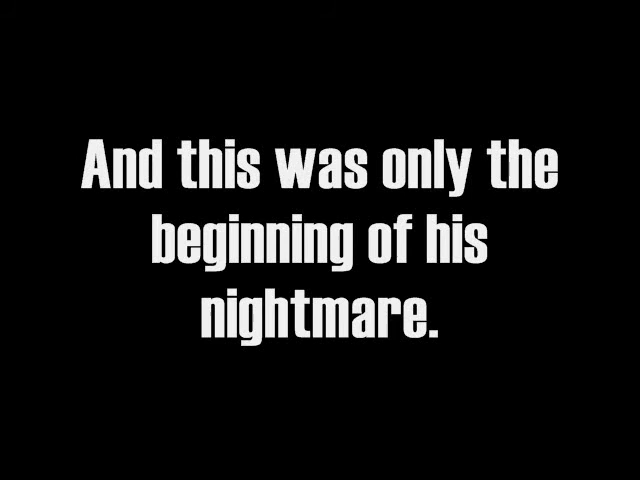 And this was only the
beginning of his
nightmare.